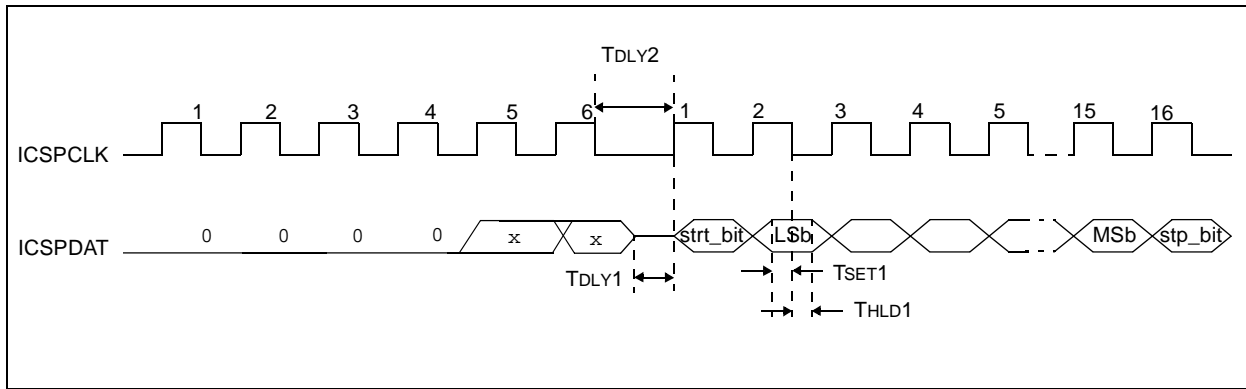 TDLY2
1 2 3 4 5 6 1 2 3 4 5 15 16
ICSPCLK
ICSPDAT 0 0 0 0 x x strt_bit LSb MSb stp_bit
TDLY1 TSET1
THLD1